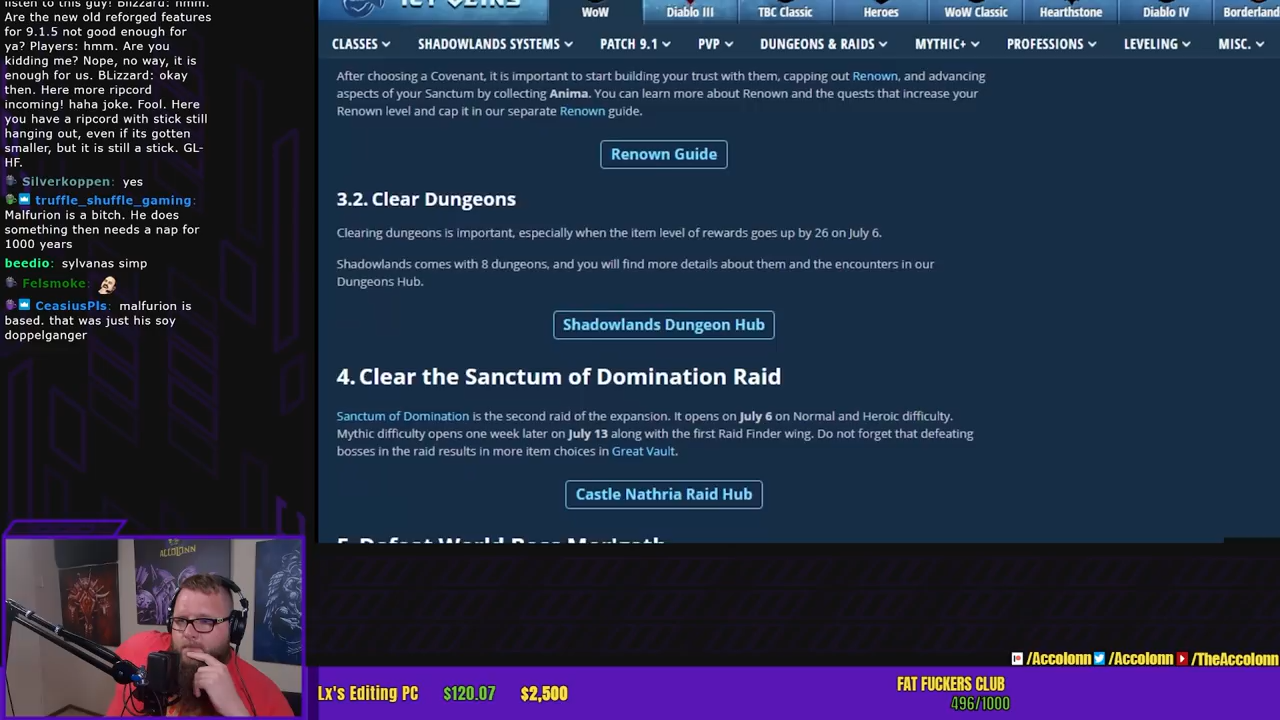 listen to this guy! Blizzard: hmm.
Are the new old reforged features
for 9.1.5 not good enough for
ya? Players: hmm. Are you
kidding me? Nope, no way, it is
enough for us. BLizzard: okay
then. Here more ripcord
incoming! haha joke. Fool. Here
you have a ripcord with stick still
hanging out, even if its gotten
smaller, but it is still a stick. GL-
HF.
Silverkoppen: yes
truffle_shuffle_gaming:
Malfurion is a bitch. He does
something then needs a nap for
1000 years
beedio: sylvanas simp
Felsmoke:
CeasiusPls: malfurion is
based. that was just his soy
doppelganger
ICY VEINS
WoW
Diablo III
TBC Classic
Heroes
WoW Classic
Hearthstone
Diablo IV
Borderland
CLASSES SHADOWLANDS SYSTEMS PATCH 9.1 PVP DUNGEONS & RAIDS MYTHIC+ PROFESSIONS LEVELING MISC.
After choosing a Covenant, it is important to start building your trust with them, capping out Renown, and advancing
aspects of your Sanctum by collecting Anima. You can learn more about Renown and the quests that increase your
Renown level and cap it in our separate Renown guide.
Renown Guide
3.2. Clear Dungeons
Clearing dungeons is important, especially when the item level of rewards goes up by 26 on July 6.
Shadowlands comes with 8 dungeons, and you will find more details about them and the encounters in our
Dungeons Hub.
Shadowlands Dungeon Hub
4. Clear the Sanctum of Domination Raid
Sanctum of Domination is the second raid of the expansion. It opens on July 6 on Normal and Heroic difficulty.
Mythic difficulty opens one week later on July 13 along with the first Raid Finder wing. Do not forget that defeating
bosses in the raid results in more item choices in Great Vault.
Castle Nathria Raid Hub
5. Defeat World Boss Mor'geth
ACCOLONN
/Accolonn /Accolonn /TheAccolonn
Lx's Editing PC $120.07 $2,500
FAT FUCKERS CLUB
496/1000